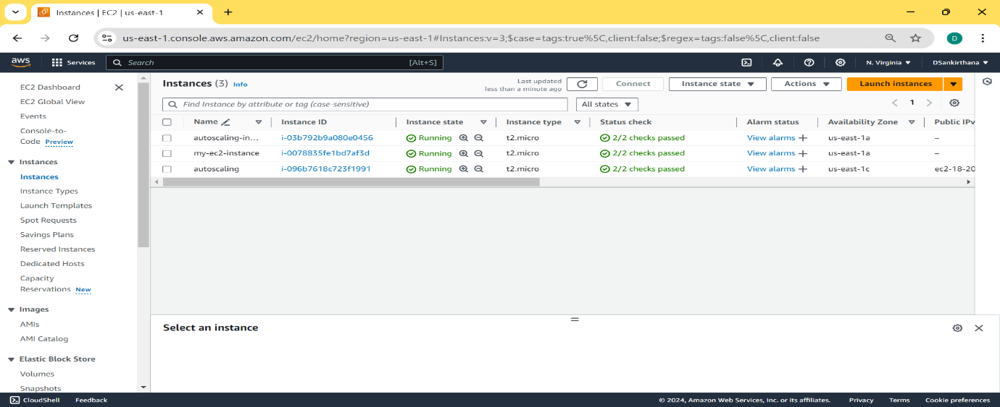 Instances | EC2 | us-east-1
us-east-1.console.aws.amazon.com/ec2/home?region=us-east-1#Instances:v=3;$case=tags:true%5C,client:false;$regex=tags:false%5C,client:false
D
aws
Services
Search [Alt+S]
N. Virginia
DSankirthana
EC2 Dashboard
EC2 Global View
Events
Console-to-
Code Preview
Instances
Instances
Instance Types
Launch Templates
Spot Requests
Savings Plans
Reserved Instances
Dedicated Hosts
Capacity
Reservations New
Images
AMIs
AMI Catalog
Elastic Block Store
Volumes
Snapshots
Instances (3) Info
Last updated
less than a minute ago
Connect
Instance state
Actions
Launch instances
Find Instance by attribute or tag (case-sensitive)
All states
1
Name Instance ID Instance state Instance type Status check Alarm status Availability Zone Public IPv
autoscaling-in... i-03b792b9a080e0456 Running t2.micro 2/2 checks passed View alarms + us-east-1a –
my-ec2-instance i-0078835fe1bd7af3d Running t2.micro 2/2 checks passed View alarms + us-east-1a –
autoscaling i-096b7618c723f1991 Running t2.micro 2/2 checks passed View alarms + us-east-1c ec2-18-20
Select an instance
CloudShell Feedback © 2024, Amazon Web Services, Inc. or its affiliates. Privacy Terms Cookie preferences